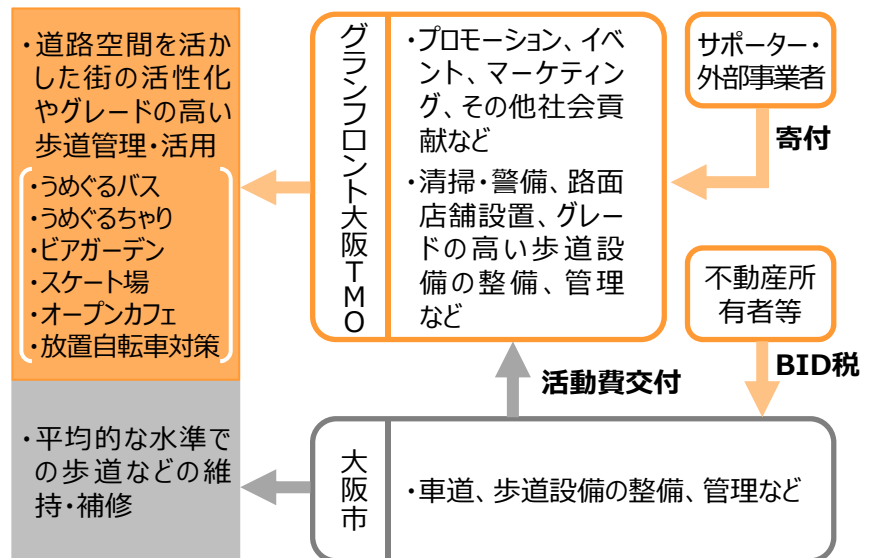 ・道路空間を活か
した街の活性化
やグレードの高い
歩道管理・活用
・うめぐるバス
・うめぐるちゃり
・ビアガーデン
・スケート場
・オープンカフェ
・放置自転車対策
・平均的な水準で
の歩道などの維
持・補修
グランフロント大阪TMO
・プロモーション、イベ
ント、マーケティン
グ、その他社会貢
献など
・清掃・警備、路面
店舗設置、グレー
ドの高い歩道設
備の整備、管理
など
サポーター・
外部事業者
寄付
不動産所
有者等
BID税
活動費交付
大阪市
・車道、歩道設備の整備、管理など